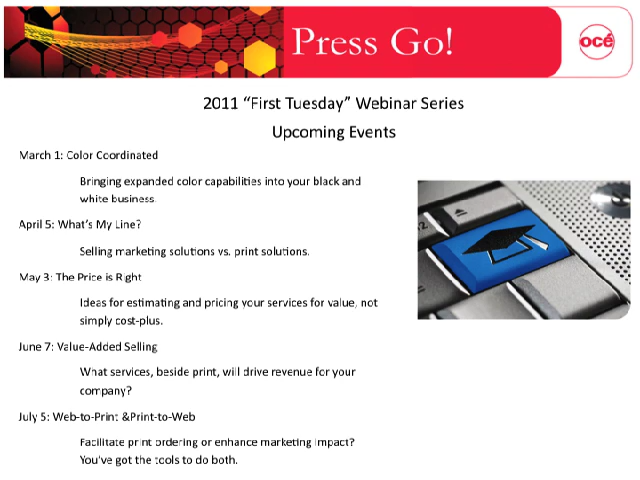 Press Go!
océ
2011 “First Tuesday” Webinar Series
Upcoming Events
March 1: Color Coordinated
Bringing expanded color capabilities into your black and
white business.
April 5: What’s My Line?
Selling marketing solutions vs. print solutions.
May 3: The Price is Right
Ideas for estimating and pricing your services for value, not
simply cost-plus.
June 7: Value-Added Selling
What services, beside print, will drive revenue for your
company?
July 5: Web-to-Print &Print-to-Web
Facilitate print ordering or enhance marketing impact?
You've got the tools to do both.
12